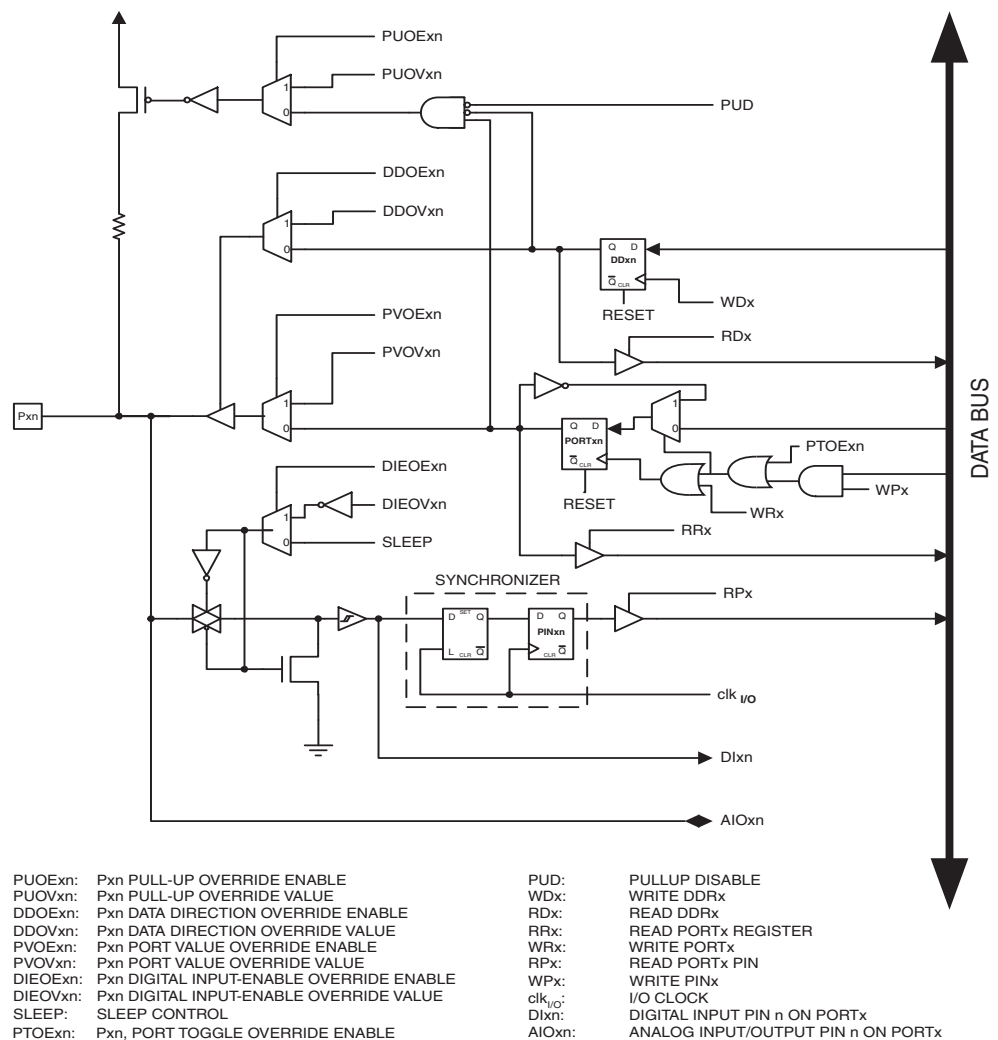 PUOExn
PUOVxn
1
0
PUD
DDOExn
DDOVxn
1
0
Q D
DDxn
Q CLR
WDx
RESET
RDx
PVOExn
PVOVxn
Pxn
1
0
1
0
Q D
PORTxn
Q CLR
PTOExn
WPx
RESET
WRx
RRx
DATA BUS
DIEOExn
DIEOVxn
1
0
SLEEP
SYNCHRONIZER
RPx
D SET Q
L CLR Q
D Q
PINxn
CLR Q
clk I/O
DIxn
AIOxn
PUOExn: Pxn PULL-UP OVERRIDE ENABLE
PUOVxn: Pxn PULL-UP OVERRIDE VALUE
DDOExn: Pxn DATA DIRECTION OVERRIDE ENABLE
DDOVxn: Pxn DATA DIRECTION OVERRIDE VALUE
PVOExn: Pxn PORT VALUE OVERRIDE ENABLE
PVOVxn: Pxn PORT VALUE OVERRIDE VALUE
DIEOExn: Pxn DIGITAL INPUT-ENABLE OVERRIDE ENABLE
DIEOVxn: Pxn DIGITAL INPUT-ENABLE OVERRIDE VALUE
SLEEP: SLEEP CONTROL
PTOExn: Pxn, PORT TOGGLE OVERRIDE ENABLE
PUD: PULLUP DISABLE
WDx: WRITE DDRx
RDx: READ DDRx
RRx: READ PORTx REGISTER
WRx: WRITE PORTx
RPx: READ PORTx PIN
WPx: WRITE PINx
clkI/O: I/O CLOCK
DIxn: DIGITAL INPUT PIN n ON PORTx
AIOxn: ANALOG INPUT/OUTPUT PIN n ON PORTx